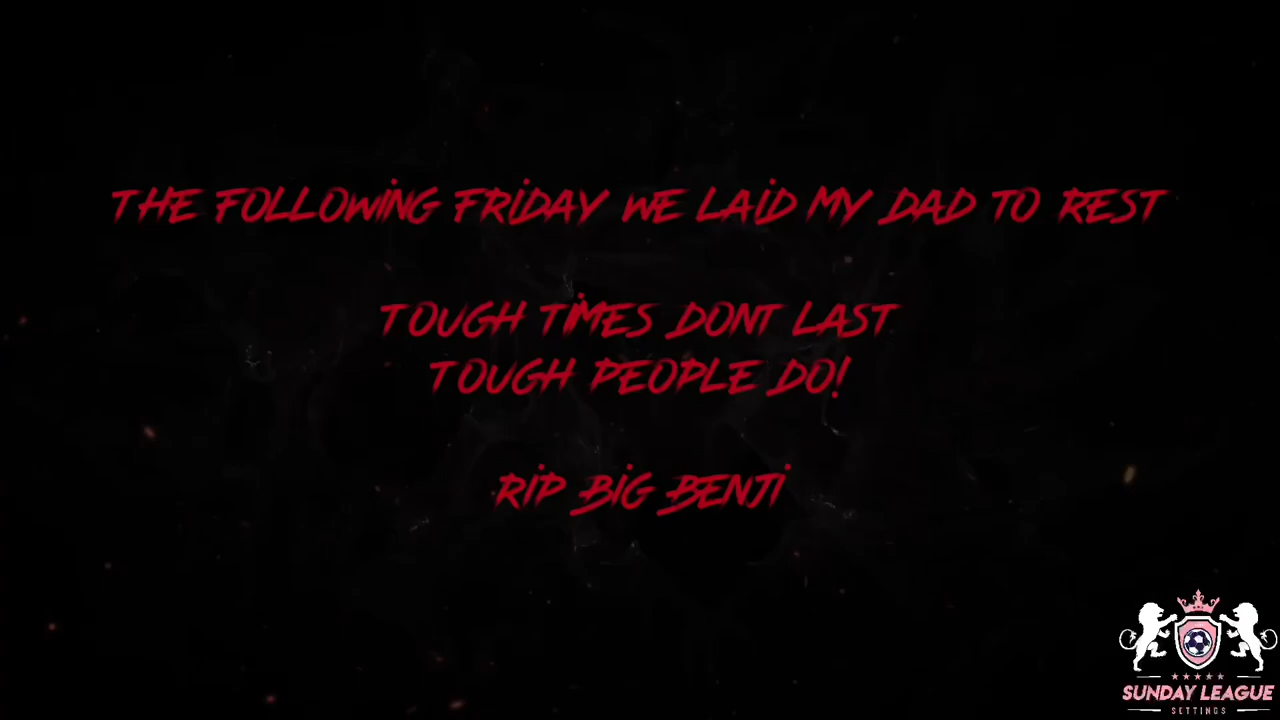 THE FOLLOWING FRIDAY WE LAID MY DAD TO REST
TOUGH TIMES DONT LAST
TOUGH PEOPLE DO!
RIP BIG BENJI
SUNDAY LEAGUE
SETTINGS